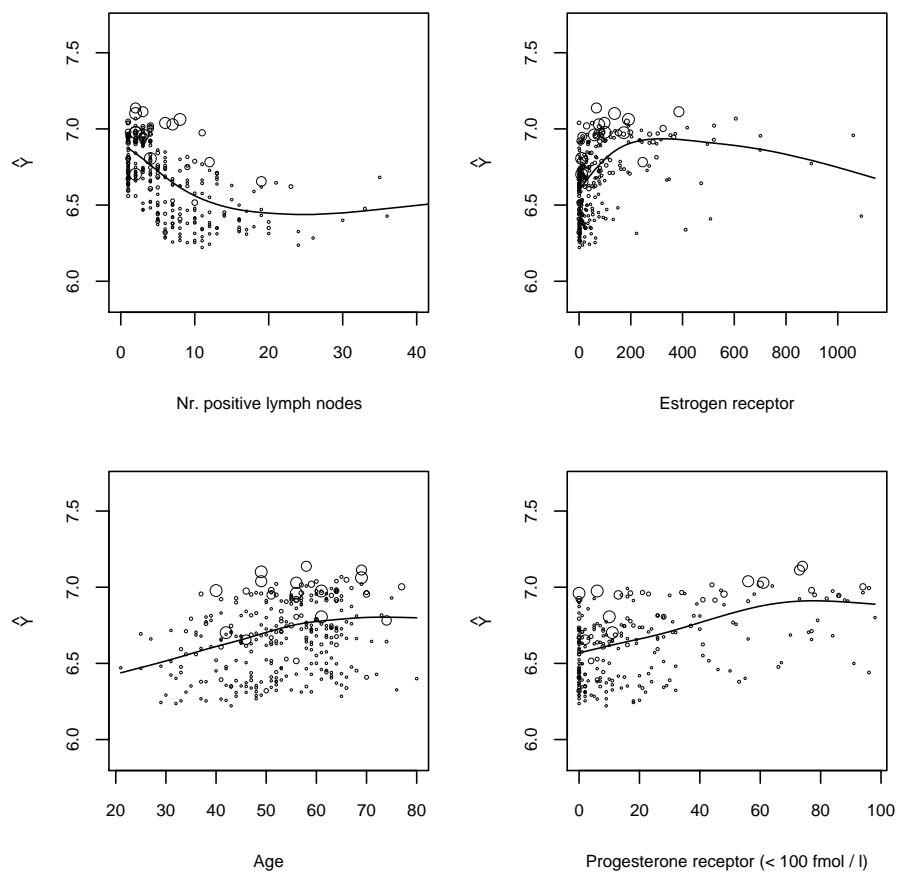 7.5
7.0
6.5
6.0
Ŷ
0 10 20 30 40
Nr. positive lymph nodes
7.5
7.0
6.5
6.0
Ŷ
0 200 400 600 800 1000
Estrogen receptor
7.5
7.0
6.5
6.0
Ŷ
20 30 40 50 60 70 80
Age
7.5
7.0
6.5
6.0
Ŷ
0 20 40 60 80 100
Progesterone receptor (< 100 fmol / l)